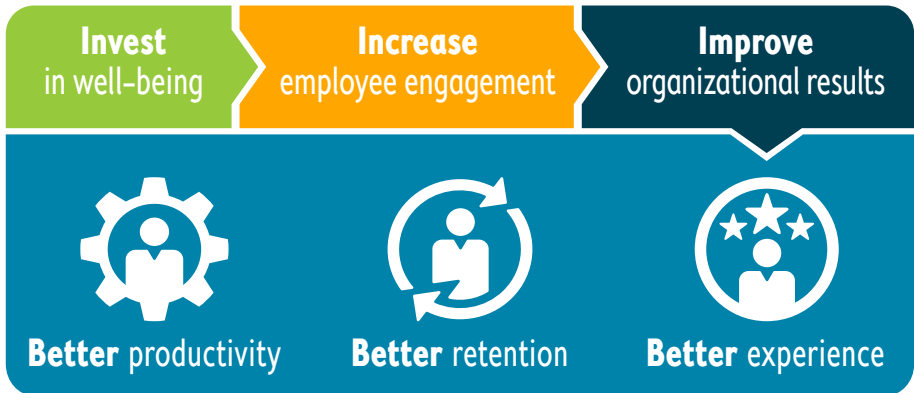 Invest
in well-being
Increase
employee engagement
Improve
organizational results
Better productivity
Better retention
Better experience